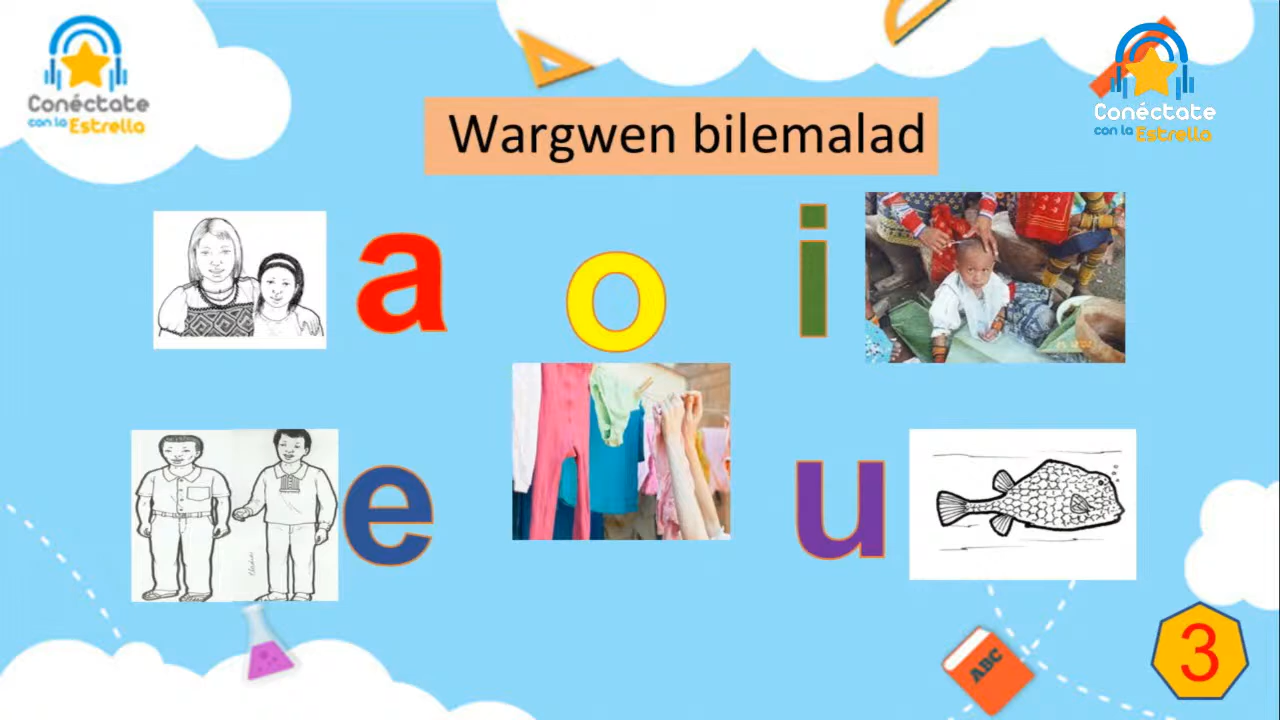 Conéctate
con la Estrella
Conéctate
con la Estrella
Wargwen bilemalad
a
o
i
e
u
ABC
3